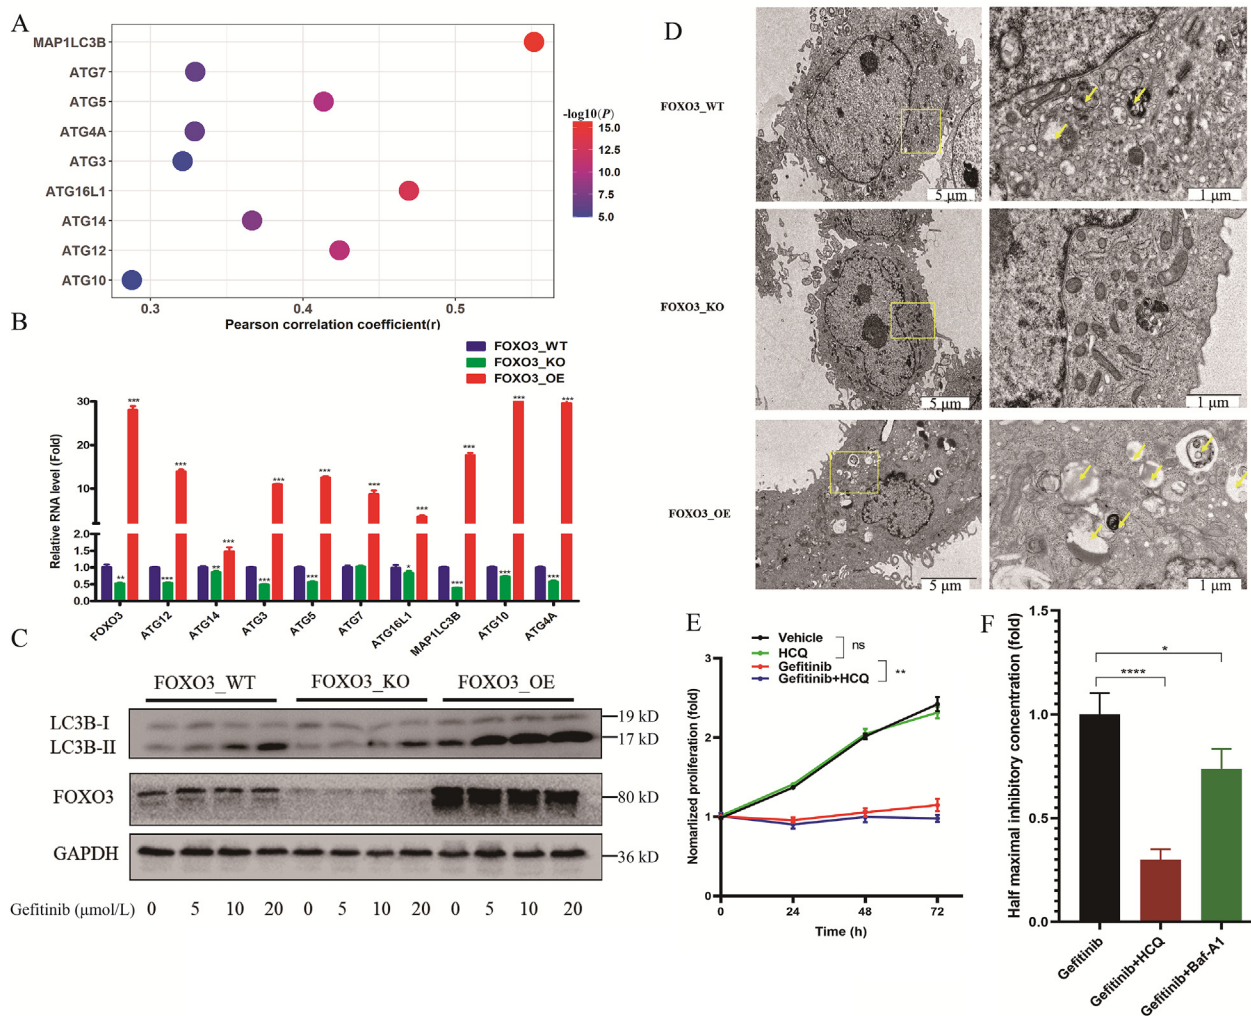 A
MAP1LC3B
ATG7
ATG5
ATG4A
ATG3
ATG16L1
ATG14
ATG12
ATG10
0.3
0.4
0.5
Pearson correlation coefficient(r)
-log10(P)
15.0
12.5
10.0
7.5
5.0
B
FOXO3_WT
FOXO3_KO
FOXO3_OE
Relative RNA level (Fold)
30
20
10
2.0
1.5
1.0
0.5
0.0
***
***
***
***
***
***
***
***
***
***
** *** ** *** *** * *** *** ***
FOXO3
ATG12
ATG14
ATG3
ATG5
ATG7
ATG16L1
MAP1LC3B
ATG10
ATG4A
C
FOXO3_WT
FOXO3_KO
FOXO3_OE
LC3B-I
LC3B-II
19 kD
17 kD
FOXO3
80 kD
GAPDH
36 kD
Gefitinib (μmol/L) 0 5 10 20 0 5 10 20 0 5 10 20
D
FOXO3_WT
5 μm
1 μm
FOXO3_KO
5 μm
1 μm
FOXO3_OE
5 μm
1 μm
E
Vehicle
HCQ
Gefitinib
Gefitinib+HCQ
ns
**
Nomarlized proliferation (fold)
3
2
1
0
0
24
48
72
Time (h)
F
Half maximal inhibitory concentration (fold)
1.5
1.0
0.5
0.0
*
****
Gefitinib
Gefitinib+HCQ
Gefitinib+Baf-A1